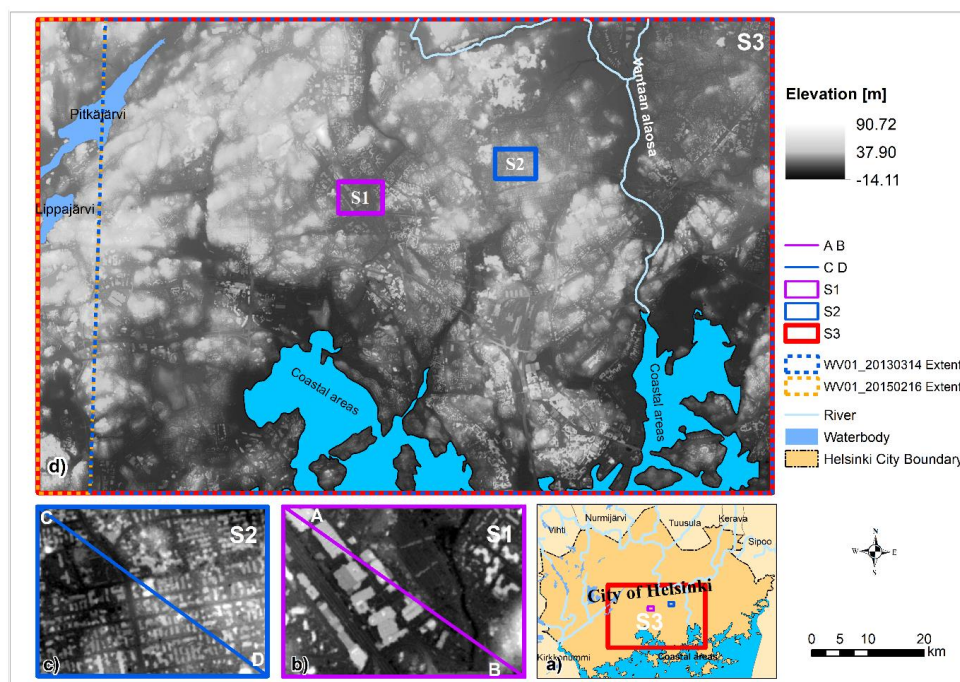 S3
Pitkäjärvi
Lippajärvi
S1
S2
Vantaan alaosa
Coastal areas
Coastal areas
d)
Elevation [m]
90.72
37.90
-14.11
A B
C D
S1
S2
S3
WV01_20130314 Extent
WV01_20150216 Extent
River
Waterbody
Helsinki City Boundary
C
S2
D
c)
A
S1
B
b)
Vihti
Nurmijärvi
Tuusula
Kerava
Sipoo
City of Helsinki
S3
Kirkkonummi
Coastal areas
a)
N
W E
S
0 5 10 20
KM